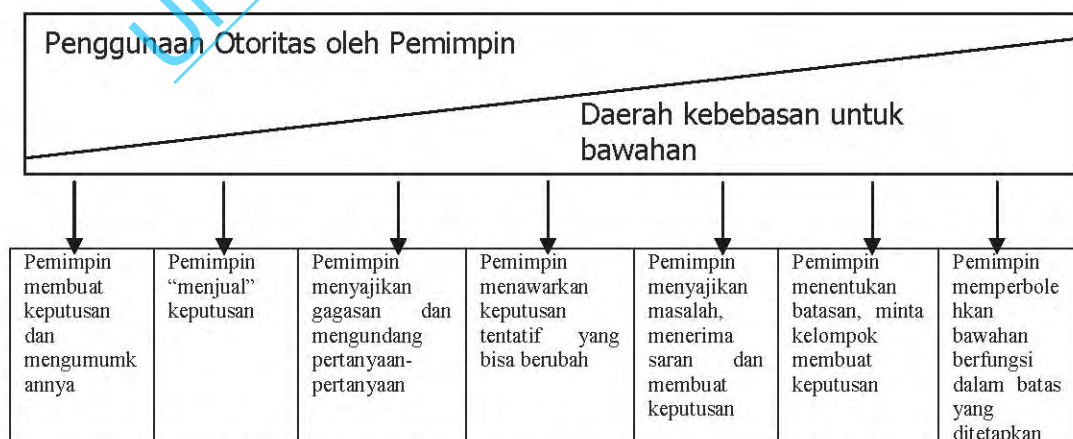 Penggunaan Otoritas oleh Pemimpin
Daerah kebebasan untuk
bawahan
Pemimpin
membuat
keputusan
dan
mengumumk
annya
Pemimpin
“menjual”
keputusan
Pemimpin
menyajikan
gagasan dan
mengundang
pertanyaan-
pertanyaan
Pemimpin
menawarkan
keputusan
tentatif yang
bisa berubah
Pemimpin
menyajikan
masalah,
menerima
saran dan
membuat
keputusan
Pemimpin
menentukan
batasan, minta
kelompok
membuat
keputusan
Pemimpin
memperbole
hkan
bawahan
berfungsi
dalam batas
yang
ditetapkan